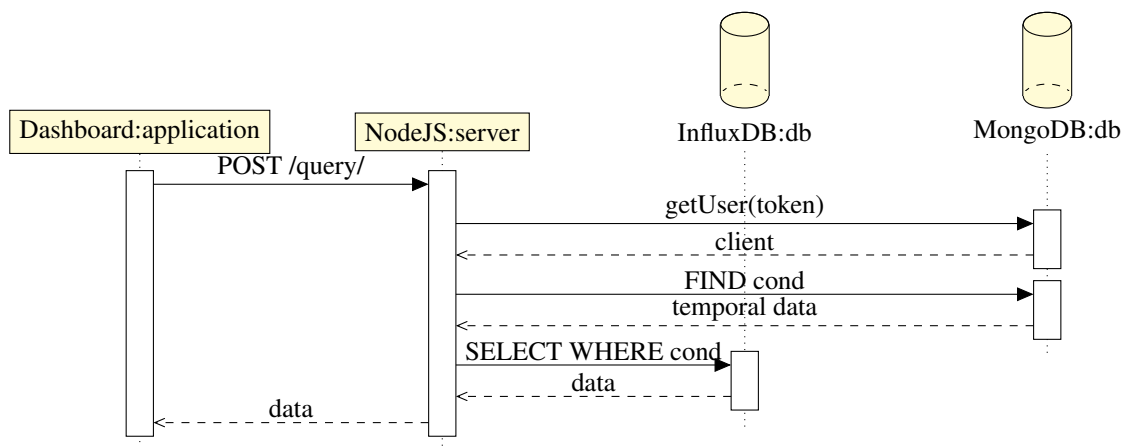 Dashboard:application
NodeJS:server
InfluxDB:db
MongoDB:db
POST /query/
getUser(token)
client
FIND cond
temporal data
SELECT WHERE cond
data
data